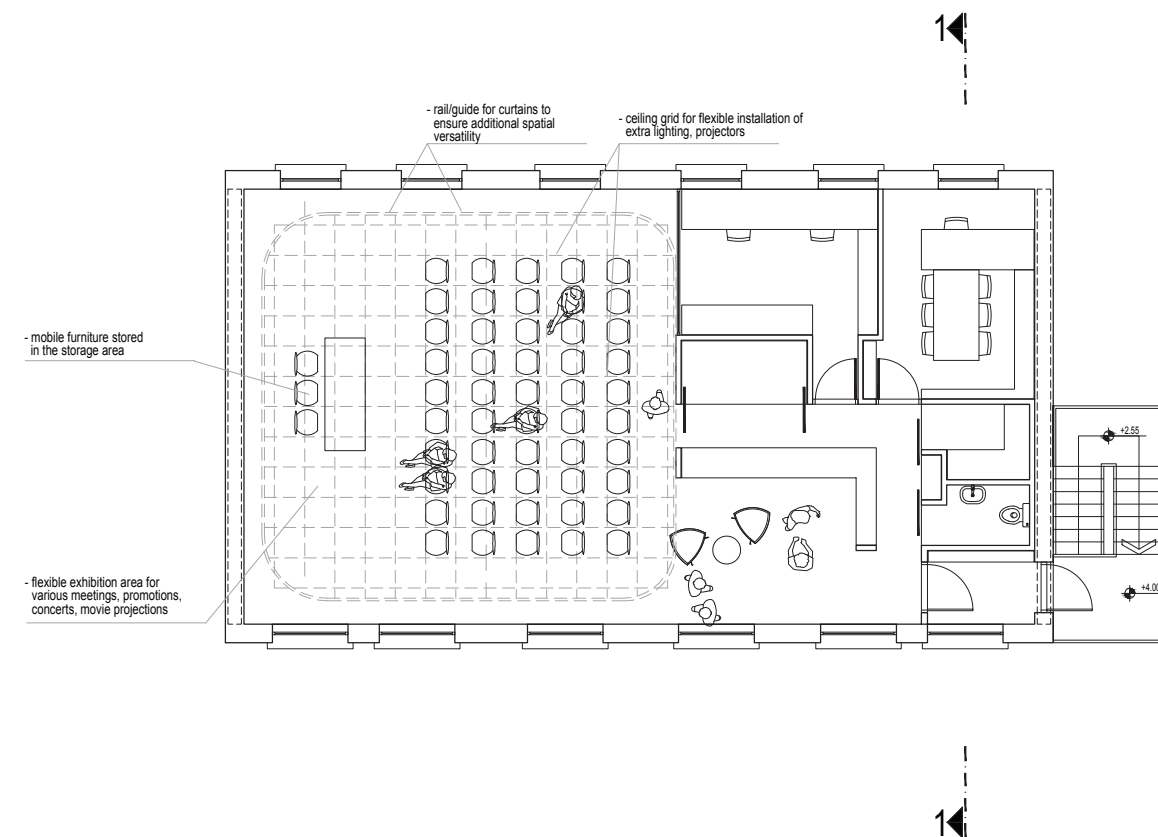 1
- rail/guide for curtains to
ensure additional spatial
versatility
- ceiling grid for flexible installation of
extra lighting, projectors
- mobile furniture stored
in the storage area
+2.55
- flexible exhibition area for
various meetings, promotions,
concerts, movie projections
+4.00
1